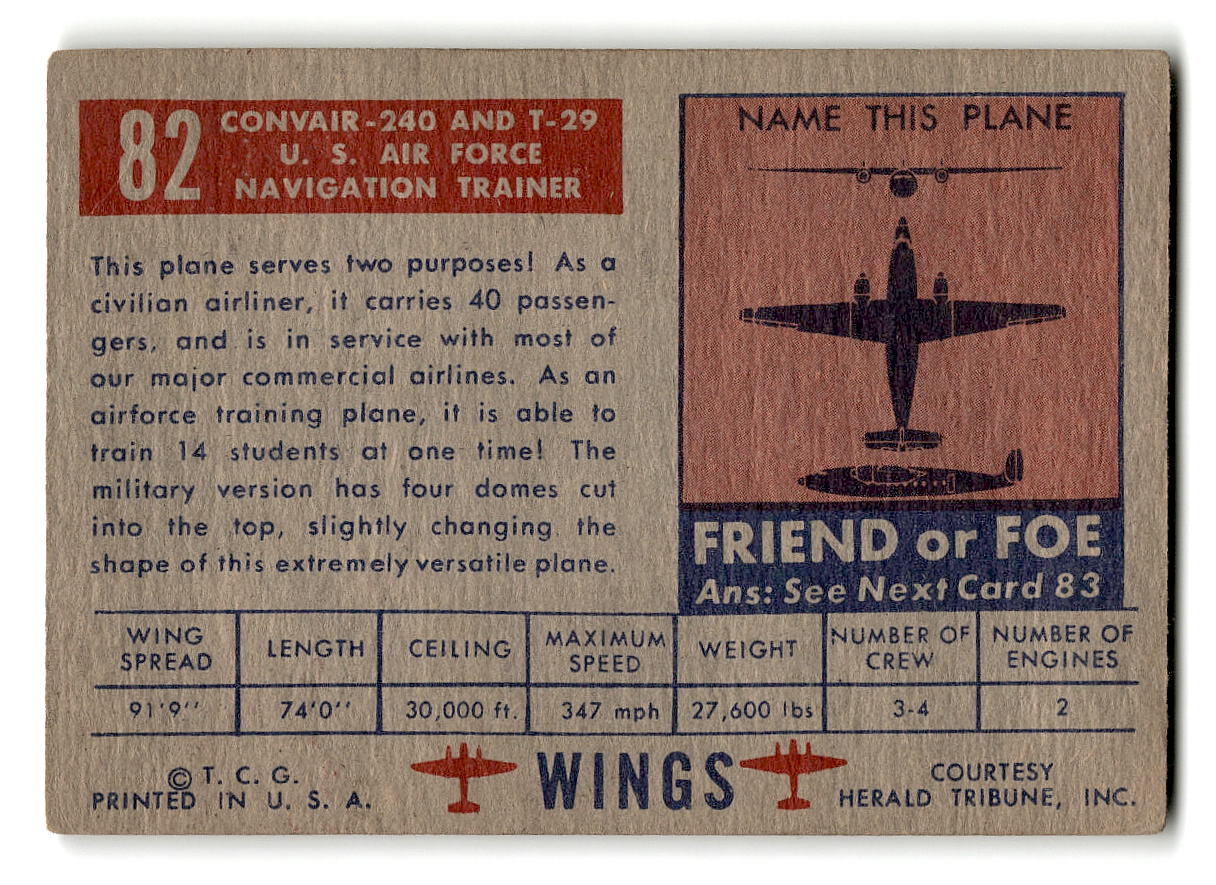 82
CONVAIR-240 AND T-29
U. S. AIR FORCE
NAVIGATION TRAINER
This plane serves two purposes! As a
civilian airliner, it carries 40 passen-
gers, and is in service with most of
our major commercial airlines. As an
airforce training plane, it is able to
train 14 students at one time! The
military version has four domes cut
into the top, slightly changing the
shape of this extremely versatile plane.
NAME THIS PLANE
FRIEND or FOE
Ans: See Next Card 83
WING SPREAD LENGTH CEILING MAXIMUM SPEED WEIGHT NUMBER OF CREW NUMBER OF ENGINES
91'9'' 74'0'' 30,000 ft. 347 mph 27,600 lbs 3-4 2
© T. C. G.
PRINTED IN U. S. A.
WINGS
COURTESY
HERALD TRIBUNE, INC.